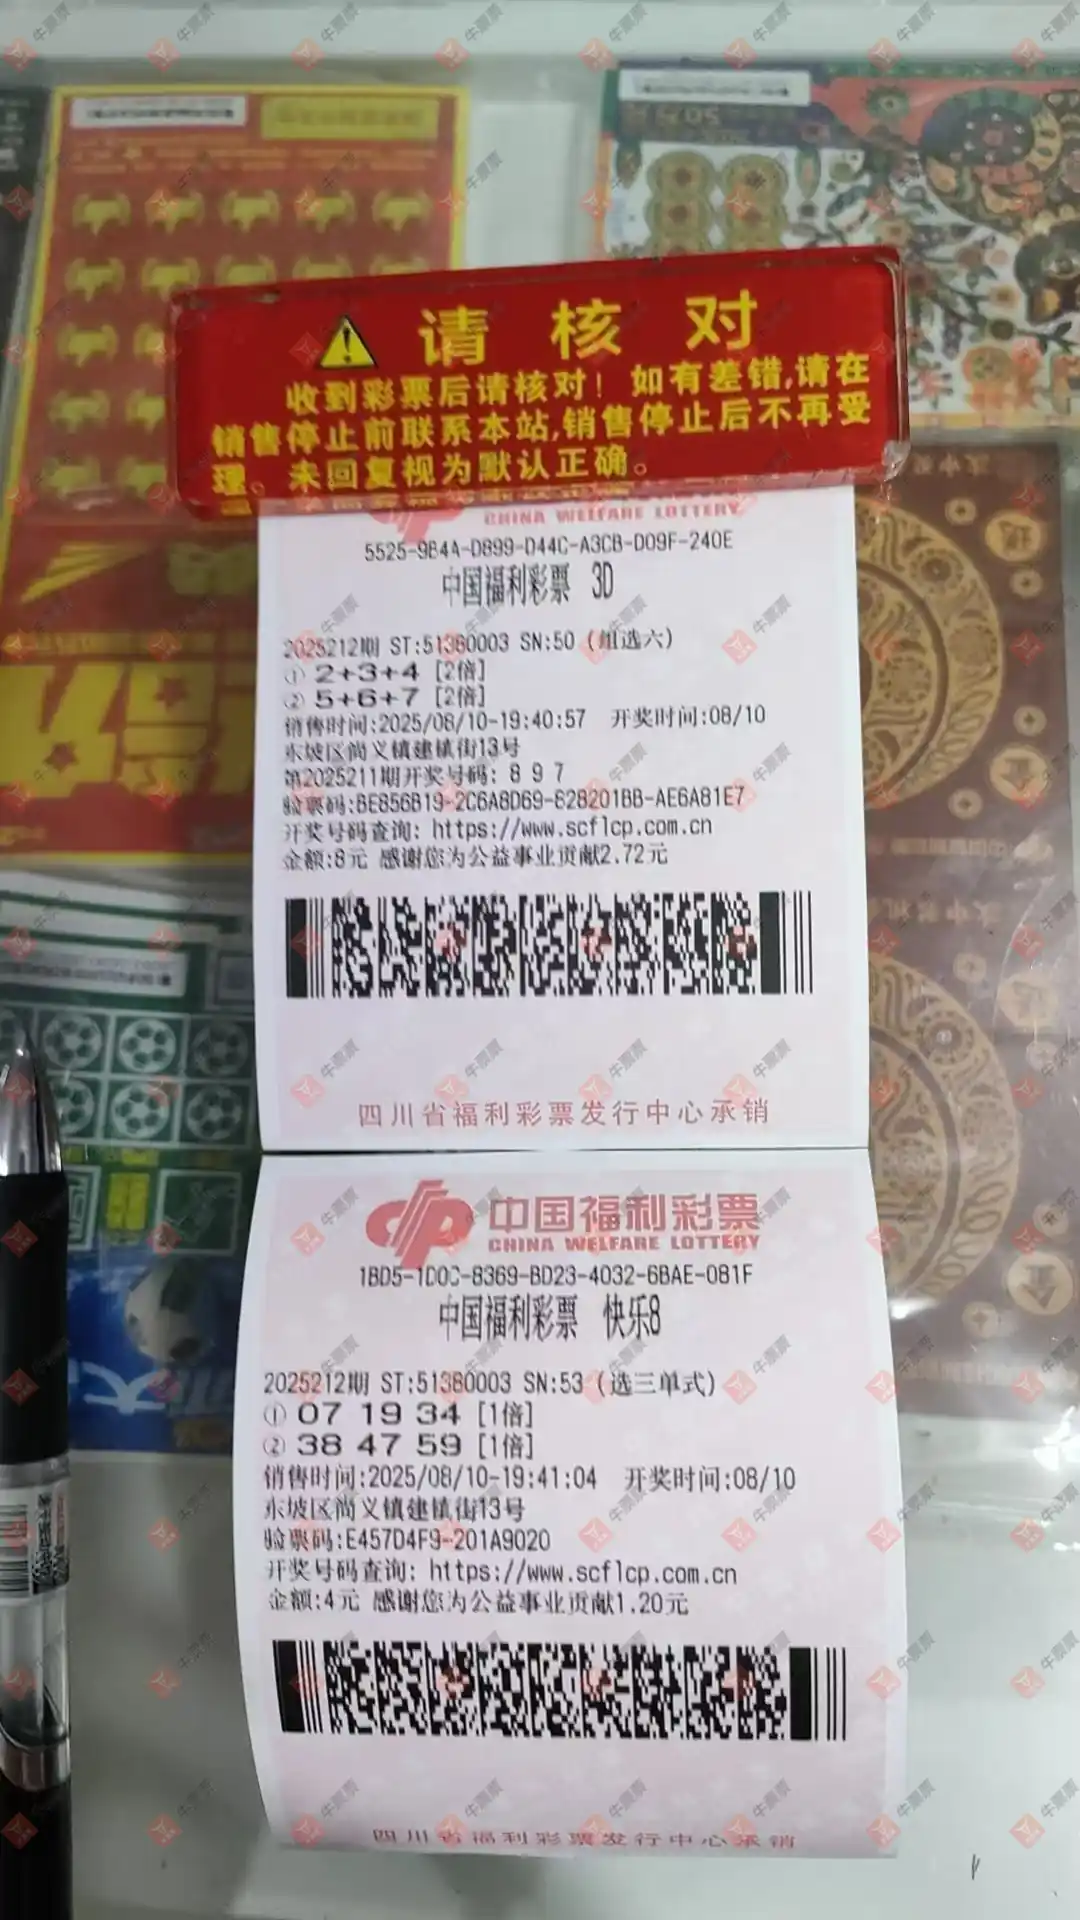 请 核 对
收到彩票后请核对！如有差错,请在
销售停止前联系本站,销售停止后不再受
理。未回复视为默认正确。
CHINA WELFARE LOTTERY
5525-9B4A-D899-D44C-A3CB-D09F-240E
中国福利彩票 3D
2025212期 ST:51380003 SN:50 (组选六)
① 2+3+4 [2倍]
② 5+6+7 [2倍]
销售时间:2025/08/10-19:40:57 开奖时间:08/10
东坡区尚义镇建镇街13号
第2025211期开奖号码: 8 9 7
验票码:BE856B19-2C6A8D69-828201BB-AE6A81E7
开奖号码查询: https://www.scflcp.com.cn
金额:8元 感谢您为公益事业贡献2.72元
四川省福利彩票发行中心承销
中国福利彩票
CHINA WELFARE LOTTERY
1BD5-1D0C-8369-BD23-4032-6BAE-081F
中国福利彩票 快乐8
2025212期 ST:51380003 SN:53 (选三单式)
① 07 19 34 [1倍]
② 38 47 59 [1倍]
销售时间:2025/08/10-19:41:04 开奖时间:08/10
东坡区尚义镇建镇街13号
验票码:E457D4F9-201A9020
开奖号码查询: https://www.scflcp.com.cn
金额:4元 感谢您为公益事业贡献1.20元
四川省福利彩票发行中心承销
牛票票